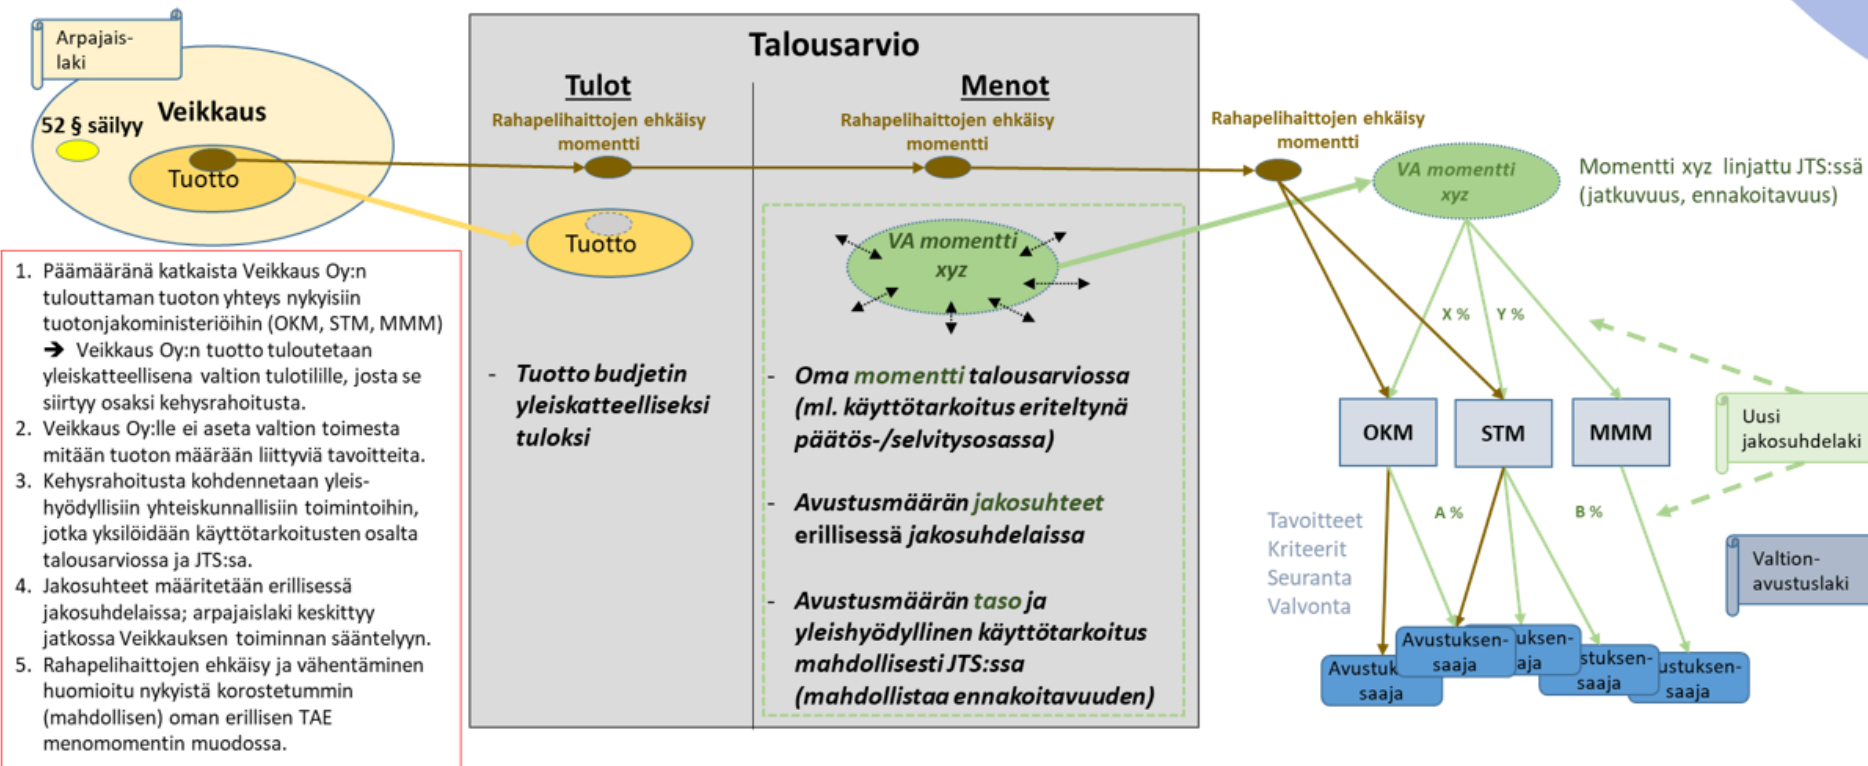 Arpajais-
laki
Veikkaus
52 § säilyy
Tuotto
1. Päämääränä katkaista Veikkaus Oy:n
tulouttaman tuoton yhteys nykyisiin
tuotonjakoministeriöihin (OKM, STM, MMM)
➔ Veikkaus Oy:n tuotto tuloutetaan
yleiskatteellisena valtion tulotilille, josta se
siirtyy osaksi kehysrahoitusta.
2. Veikkaus Oy:lle ei aseta valtion toimesta
mitään tuoton määrään liittyviä tavoitteita.
3. Kehysrahoitusta kohdennetaan yleis-
hyödyllisiin yhteiskunnallisiin toimintoihin,
jotka yksilöidään käyttötarkoitusten osalta
talousarviossa ja JTS:sa.
4. Jakosuhteet määritetään erillisessä
jakosuhdelaissa; arpajaislaki keskittyy
jatkossa Veikkauksen toiminnan sääntelyyn.
5. Rahapelihaittojen ehkäisy ja vähentäminen
huomioitu nykyistä korostetummin
(mahdollisen) oman erillisen TAE
menomomentin muodossa.
Talousarvio
Tulot
Rahapelihaittojen ehkäisy
momentti
Tuotto
- Tuotto budjetin
yleiskatteelliseksi
tuloksi
Menot
Rahapelihaittojen ehkäisy
momentti
VA momentti
xyz
- Oma momentti talousarviossa
(ml. käyttötarkoitus eriteltynä
päätös-/selvitysosassa)
- Avustusmäärän jakosuhteet
erillisessä jakosuhdelaissa
- Avustusmäärän taso ja
yleishyödyllinen käyttötarkoitus
mahdollisesti JTS:ssa
(mahdollistaa ennakoitavuuden)
Rahapelihaittojen ehkäisy
momentti
VA momentti
xyz
Momentti xyz linjattu JTS:ssä
(jatkuvuus, ennakoitavuus)
X % Y %
OKM STM MMM
Uusi
jakosuhdelaki
A % B %
Tavoitteet
Kriteerit
Seuranta
Valvonta
Valtion-
avustuslaki
Avustuk
saaja
Avustuksen-
saaja
uksen-
aaja
stuksen-
saaja
ustuksen-
saaja